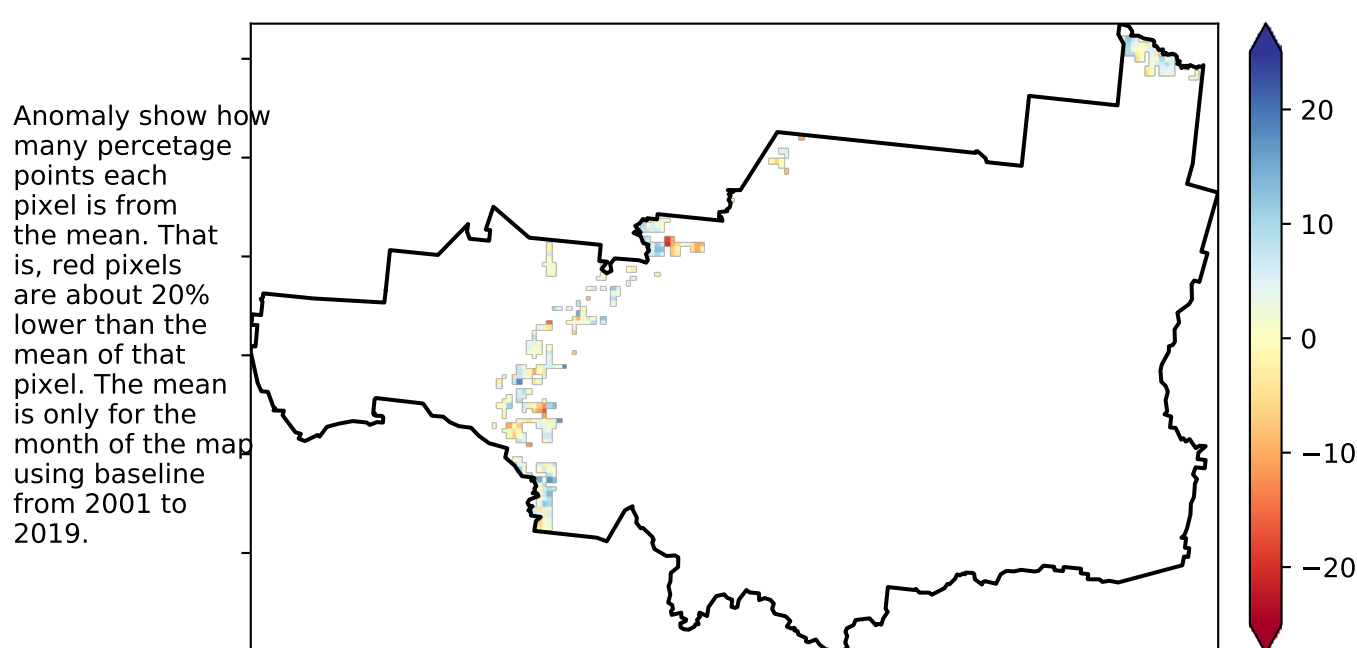 Anomaly show how
many percetage
points each
pixel is from
the mean. That
is, red pixels
are about 20%
lower than the
mean of that
pixel. The mean
is only for the
month of the map
using baseline
from 2001 to
2019.
20
10
0
−10
−20